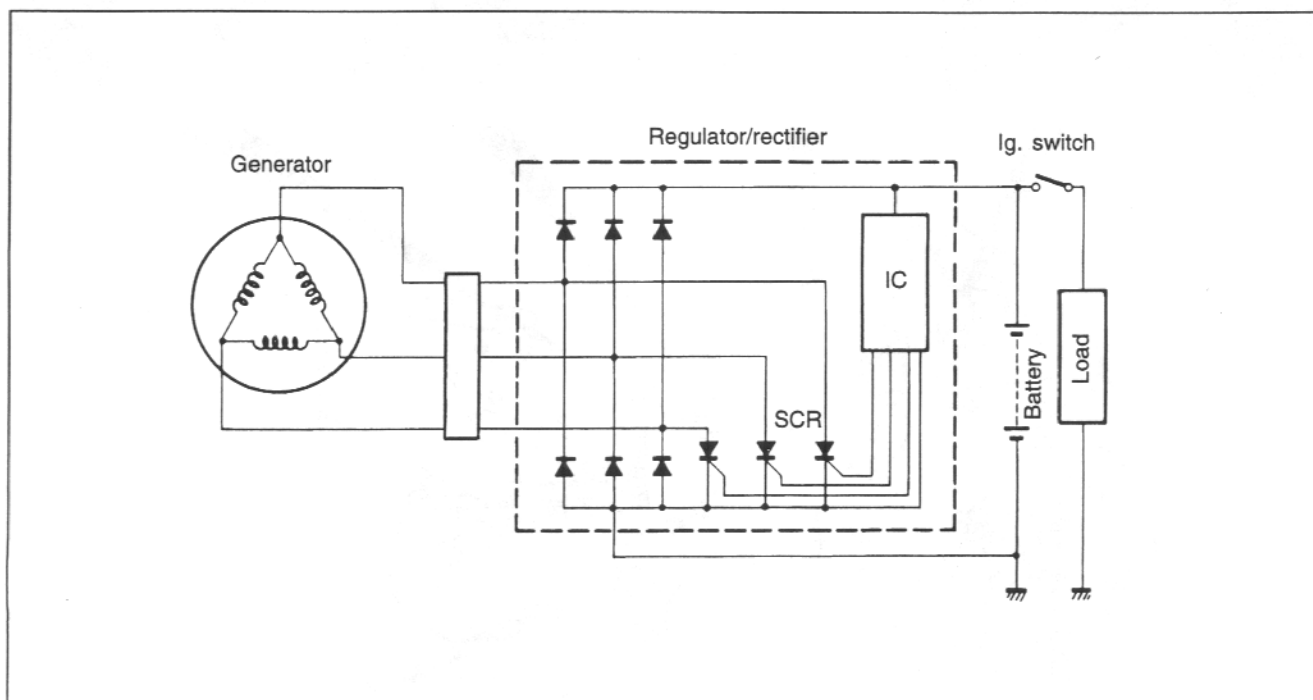 Regulator/rectifier
Ig. switch
Generator
IC
SCR
Battery
Load